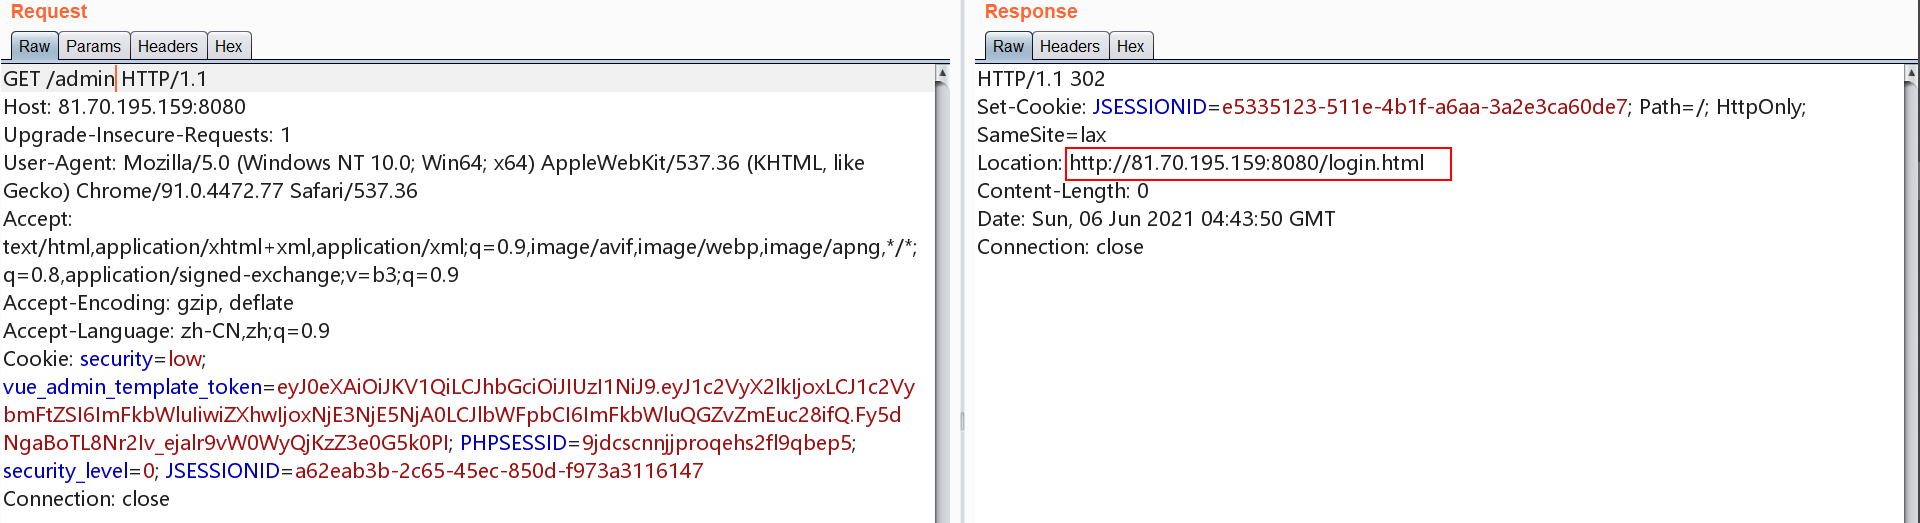 Request
Raw Params Headers Hex
GET /admin HTTP/1.1
Host: 81.70.195.159:8080
Upgrade-Insecure-Requests: 1
User-Agent: Mozilla/5.0 (Windows NT 10.0; Win64; x64) AppleWebKit/537.36 (KHTML, like
Gecko) Chrome/91.0.4472.77 Safari/537.36
Accept:
text/html,application/xhtml+xml,application/xml;q=0.9,image/avif,image/webp,image/apng,*/*;
q=0.8,application/signed-exchange;v=b3;q=0.9
Accept-Encoding: gzip, deflate
Accept-Language: zh-CN,zh;q=0.9
Cookie: security=low;
vue_admin_template_token=eyJ0eXAiOiJKV1QiLCJhbGciOiJIUzI1NiJ9.eyJ1c2VyX2lkIjoxLCJ1c2Vy
bmFtZSI6ImFkbWluIiwiZXhwIjoxNjE3NjE5NjA0LCJlbWFpbCI6ImFkbWluQGZvZmEuc28ifQ.Fy5d
NgaBoTL8Nr2Iv_ejalr9vW0WyQjKzZ3e0G5k0PI; PHPSESSID=9jdcscnnjjproqehs2fl9qbep5;
security_level=0; JSESSIONID=a62eab3b-2c65-45ec-850d-f973a3116147
Connection: close
Response
Raw Headers Hex
HTTP/1.1 302
Set-Cookie: JSESSIONID=e5335123-511e-4b1f-a6aa-3a2e3ca60de7; Path=/; HttpOnly;
SameSite=lax
Location: http://81.70.195.159:8080/login.html
Content-Length: 0
Date: Sun, 06 Jun 2021 04:43:50 GMT
Connection: close